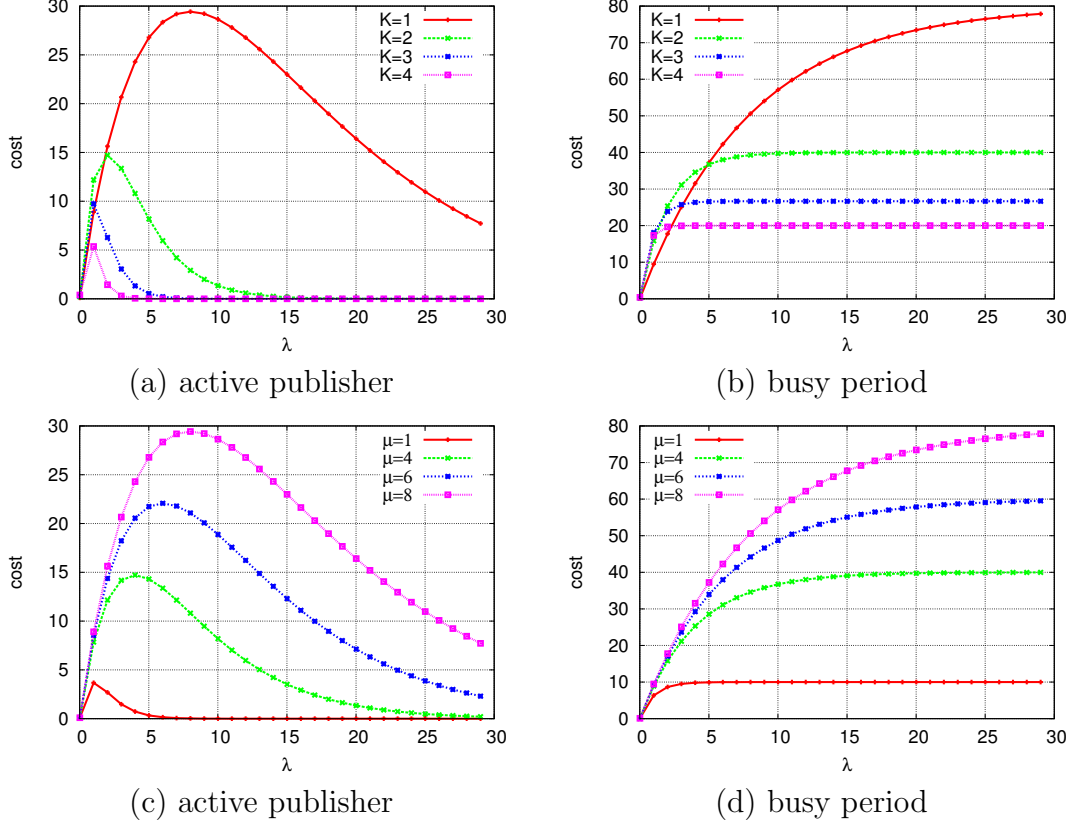 30
25
20
15
10
5
0
cost
0 5 10 15 20 25 30
λ
K=1
K=2
K=3
K=4
(a) active publisher
80
70
60
50
40
30
20
10
0
cost
0 5 10 15 20 25 30
λ
K=1
K=2
K=3
K=4
(b) busy period
30
25
20
15
10
5
0
cost
0 5 10 15 20 25 30
λ
μ=1
μ=4
μ=6
μ=8
(c) active publisher
80
70
60
50
40
30
20
10
0
cost
0 5 10 15 20 25 30
λ
μ=1
μ=4
μ=6
μ=8
(d) busy period